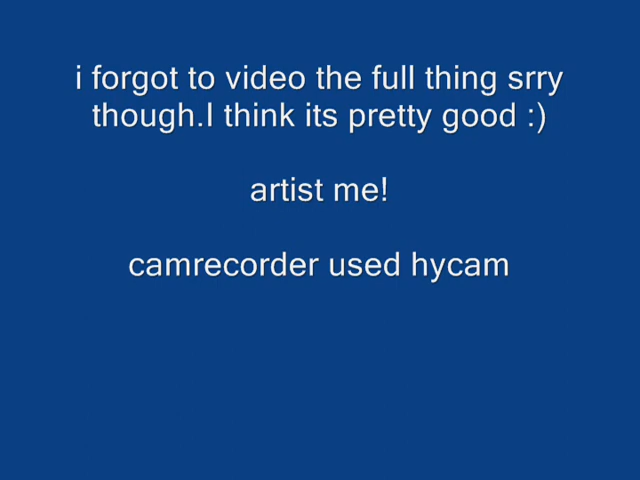 i forgot to video the full thing srry
though.I think its pretty good :)
artist me!
camrecorder used hycam